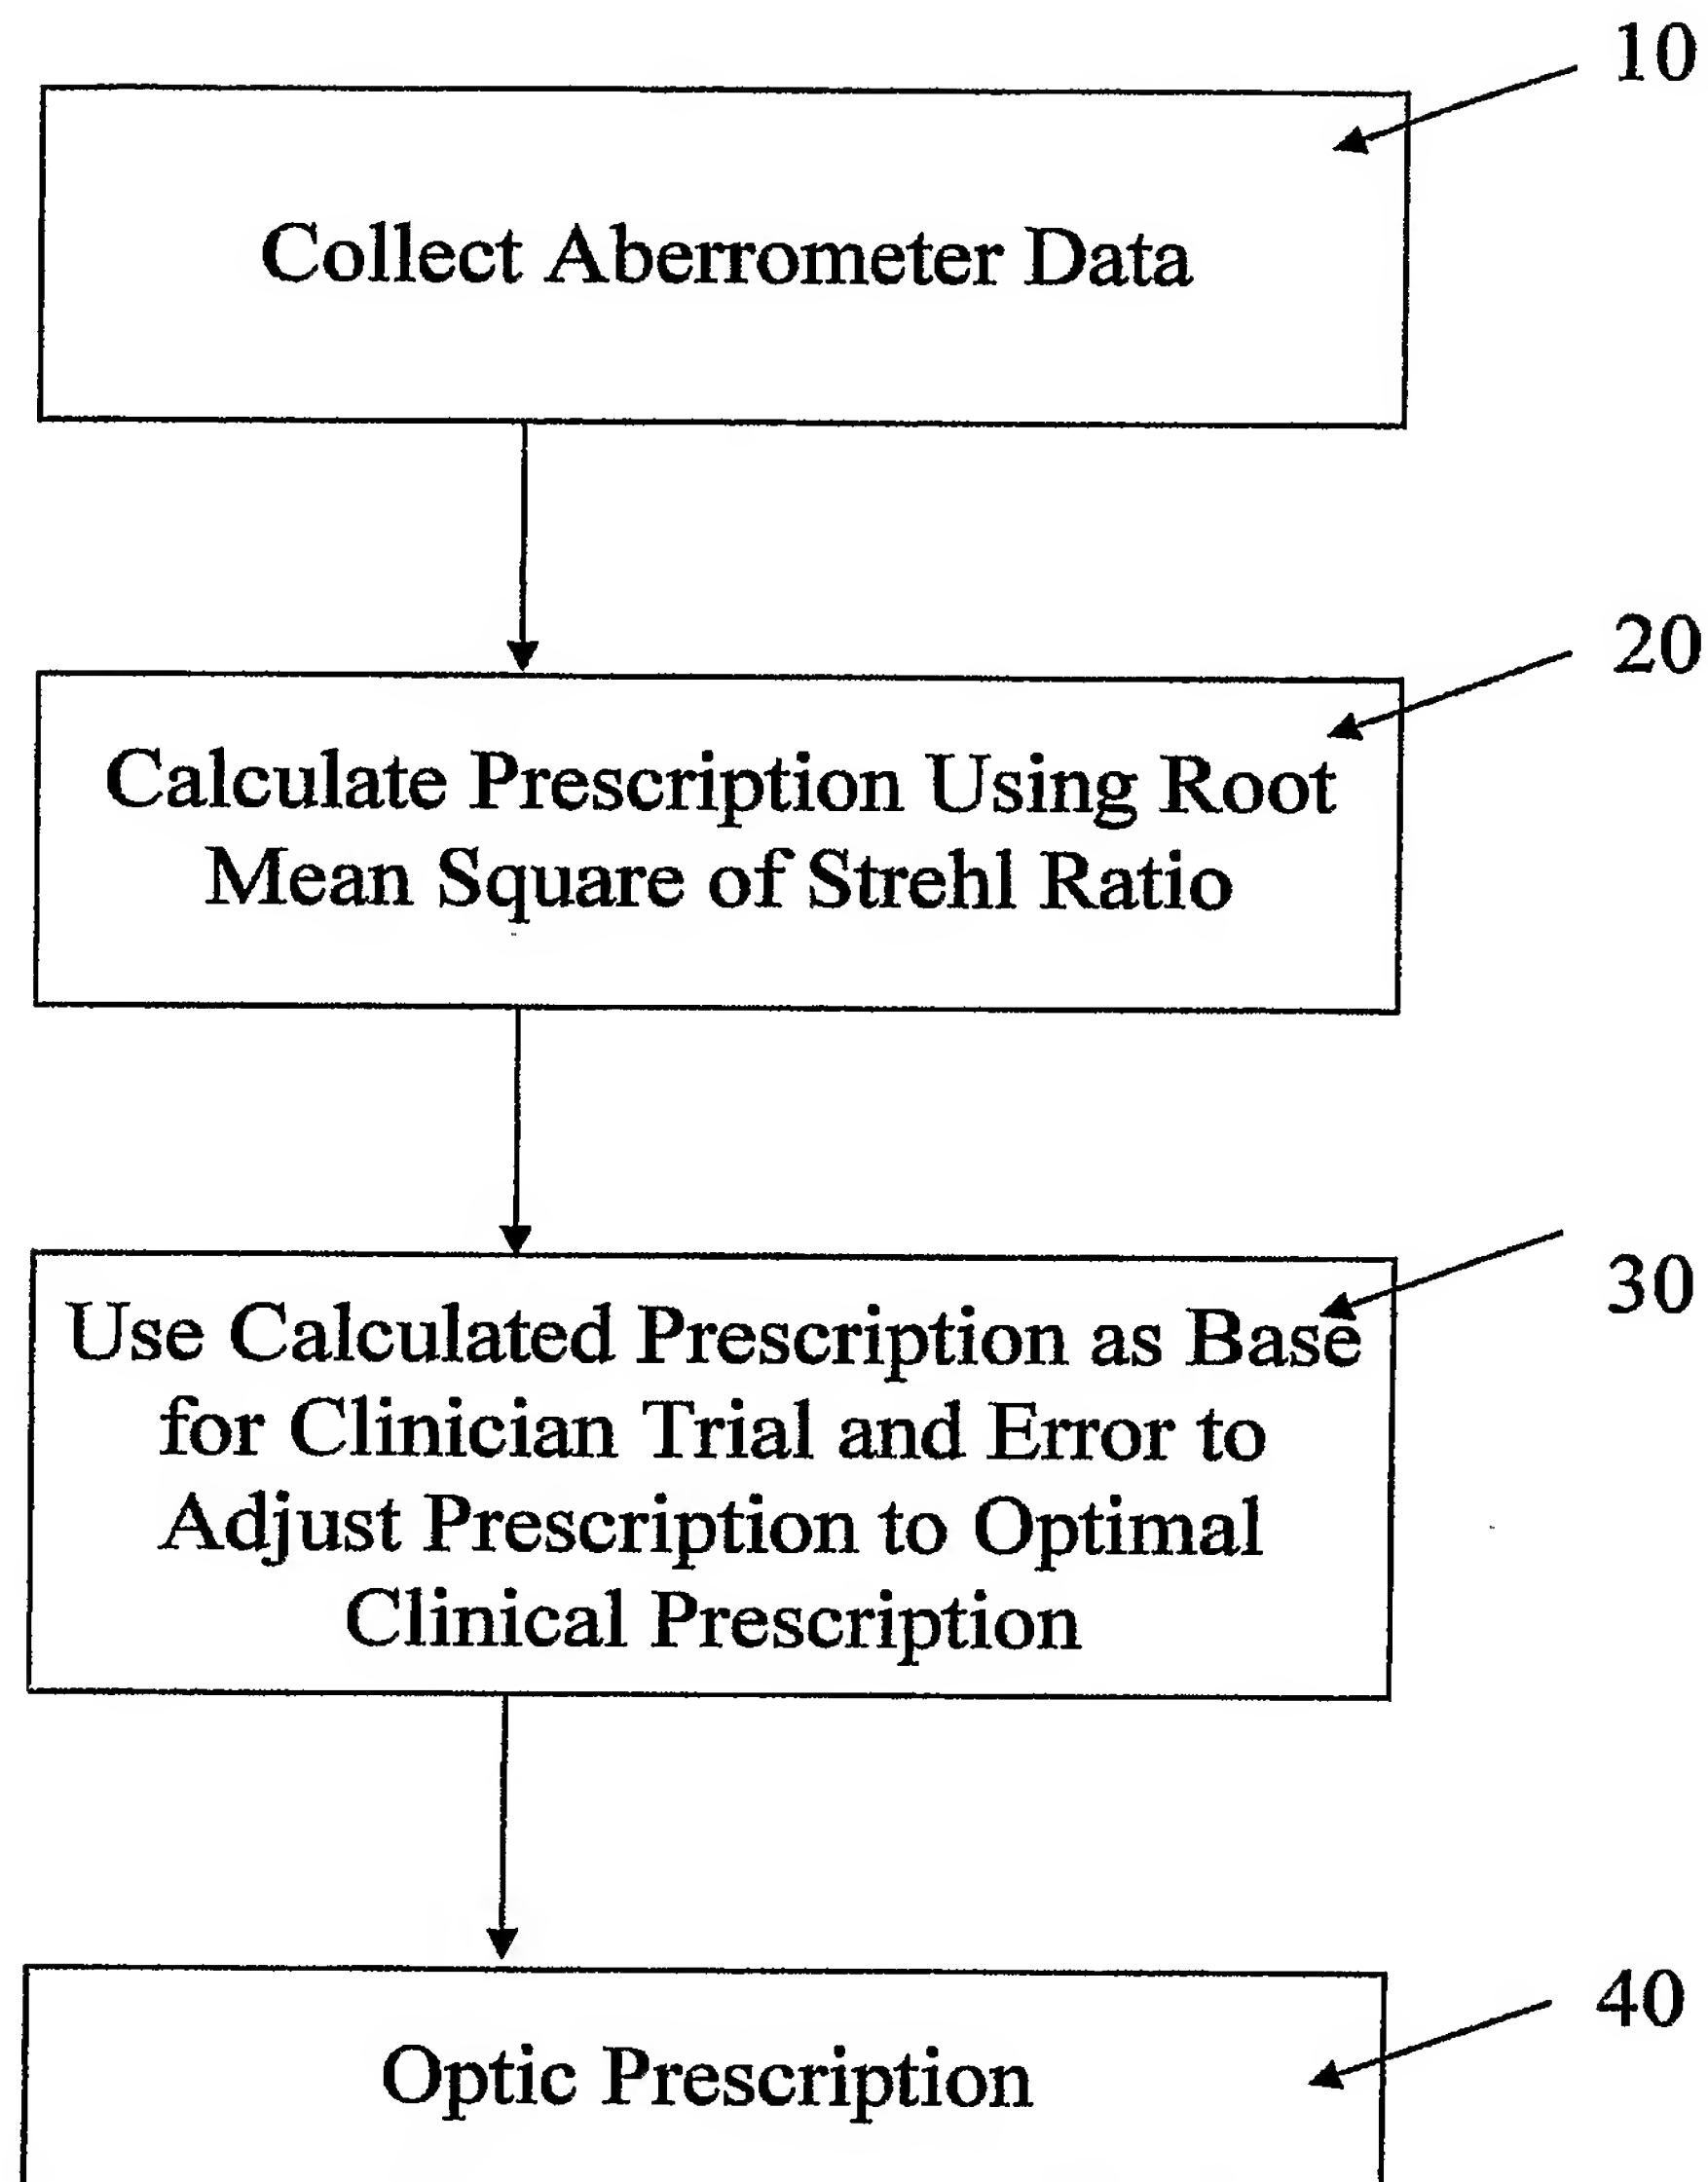 10
Collect Aberrometer Data
20
Calculate Prescription Using Root
Mean Square of Strehl Ratio
30
Use Calculated Prescription as Base
for Clinician Trial and Error to
Adjust Prescription to Optimal
Clinical Prescription
40
Optic Prescription